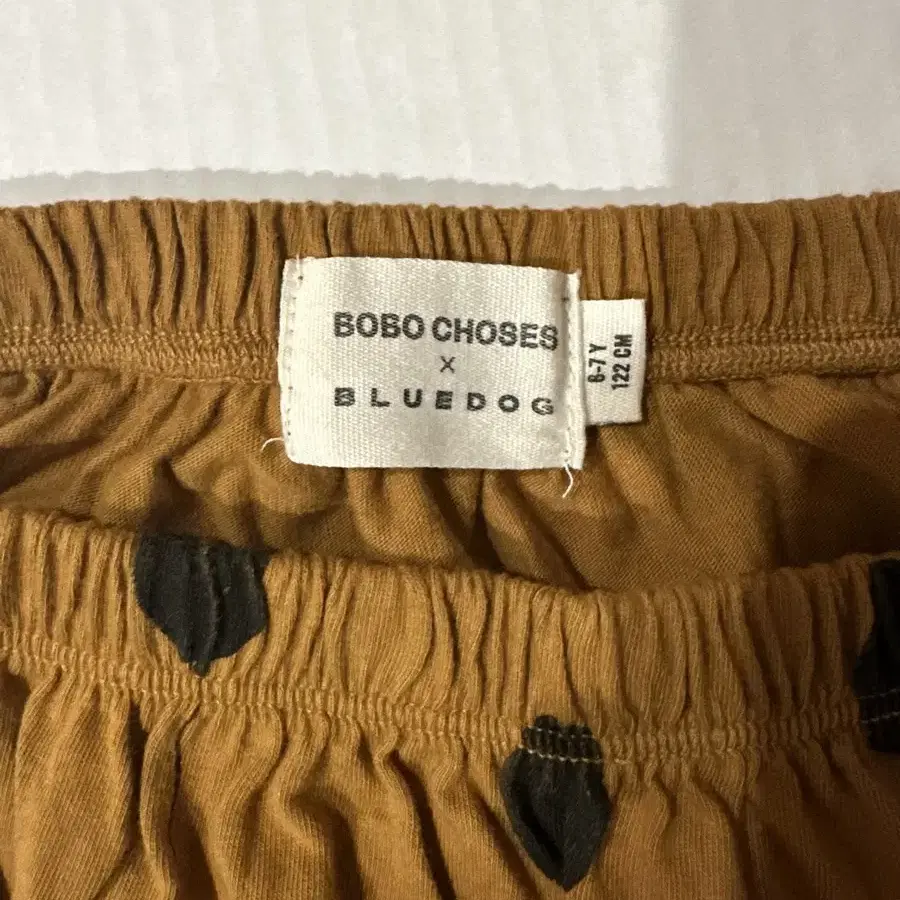 BOBO CHOSES
X
BLUEDOG
6-7 Y
122 CM